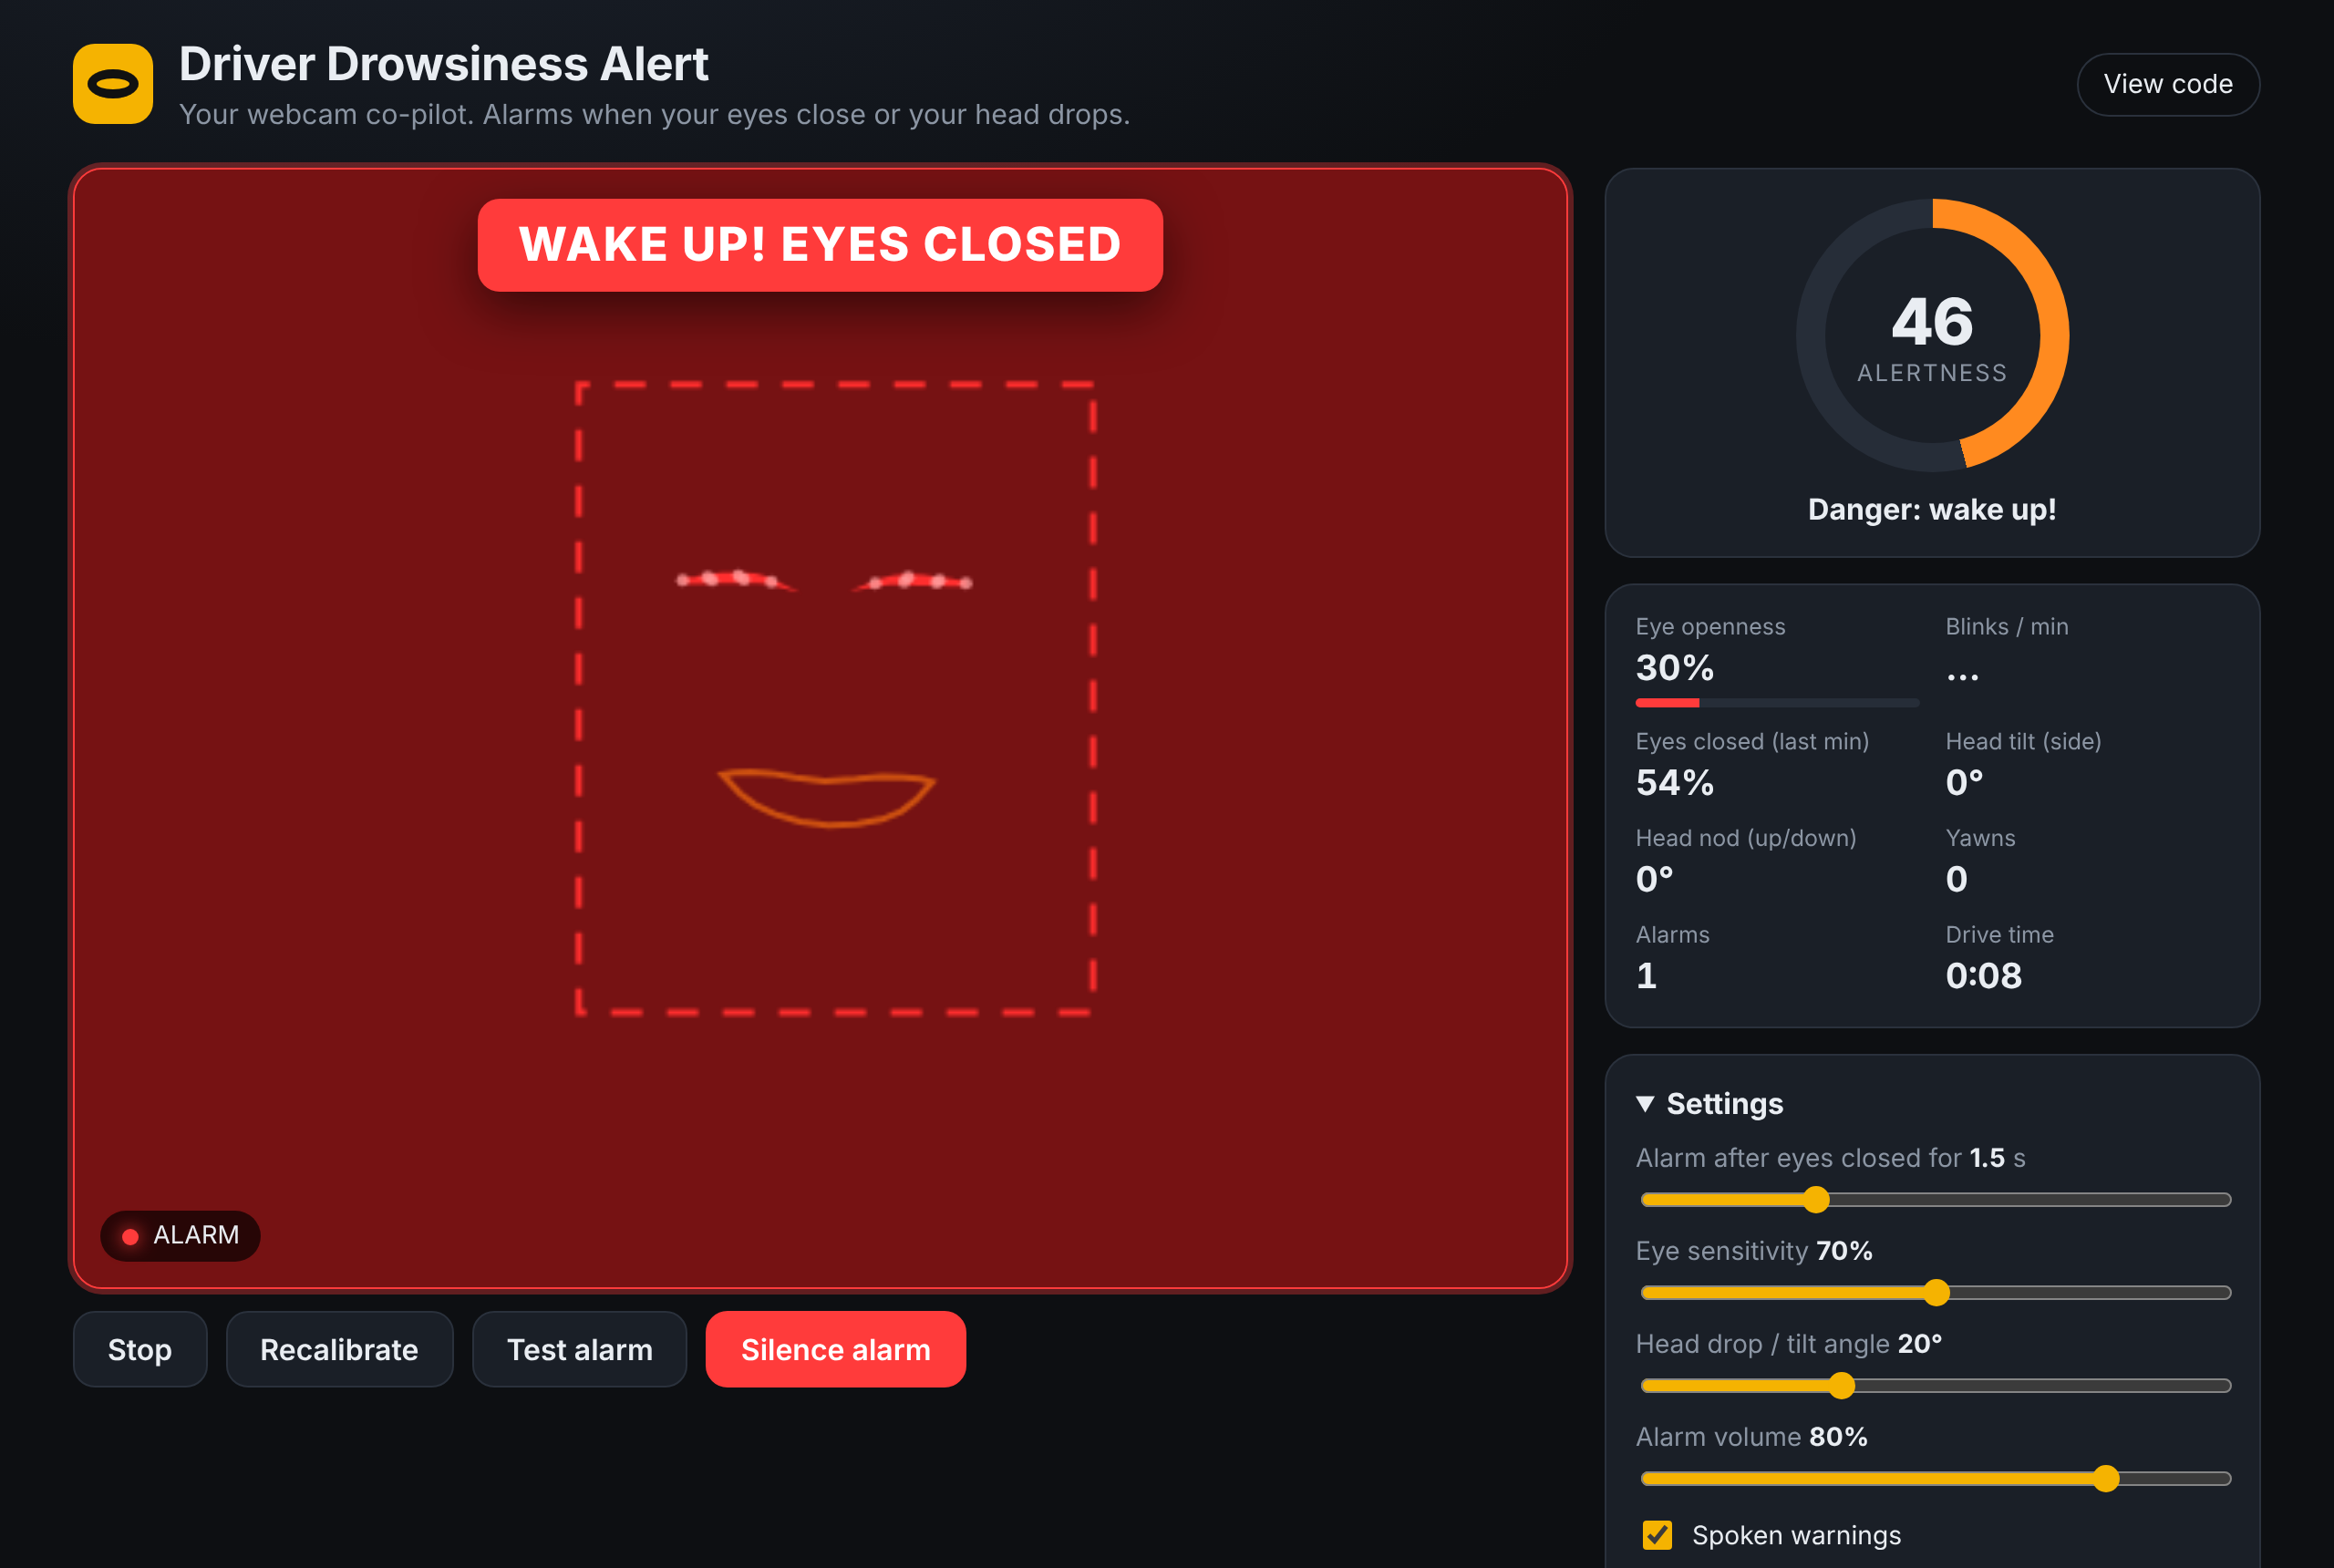 Driver Drowsiness Alert
Your webcam co-pilot. Alarms when your eyes close or your head drops.
View code
WAKE UP! EYES CLOSED
ALARM
Stop
Recalibrate
Test alarm
Silence alarm
46
ALERTNESS
Danger: wake up!
Eye openness
30%
Blinks / min
...
Eyes closed (last min)
54%
Head tilt (side)
0°
Head nod (up/down)
0°
Yawns
0
Alarms
1
Drive time
0:08
Settings
Alarm after eyes closed for 1.5 s
Eye sensitivity 70%
Head drop / tilt angle 20°
Alarm volume 80%
Spoken warnings